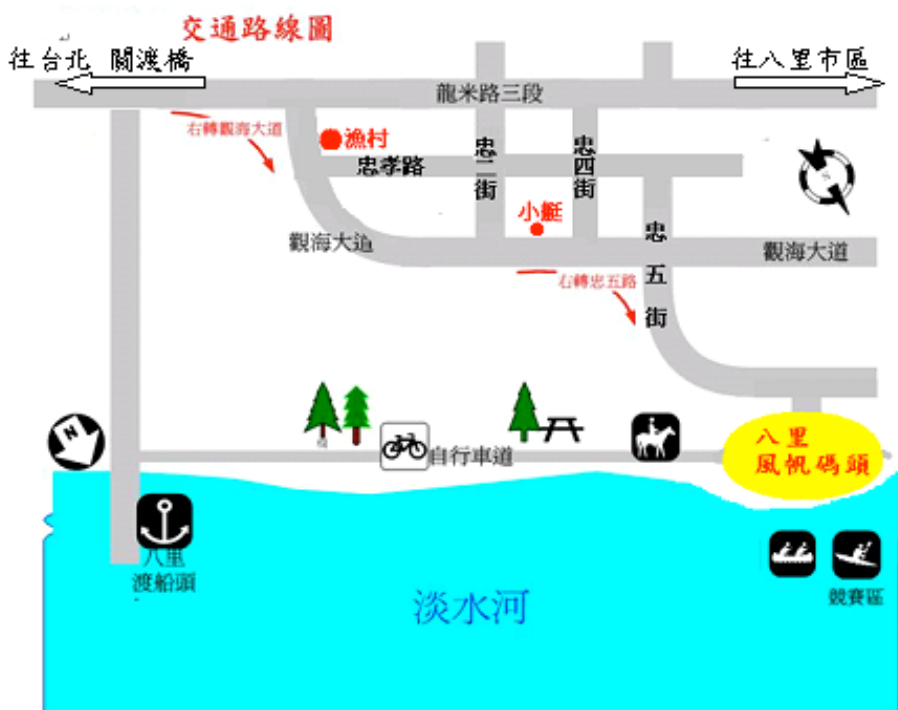 交通路線圖
往台北 關渡橋
往八里市區
龍米路三段
右轉觀海大道
漁村
忠孝路
忠二街
忠四街
小艇
觀海大道
忠五街
觀海大道
右轉忠五路
N
自行車道
八里
風帆碼頭
八里
渡船頭
淡水河
競賽區